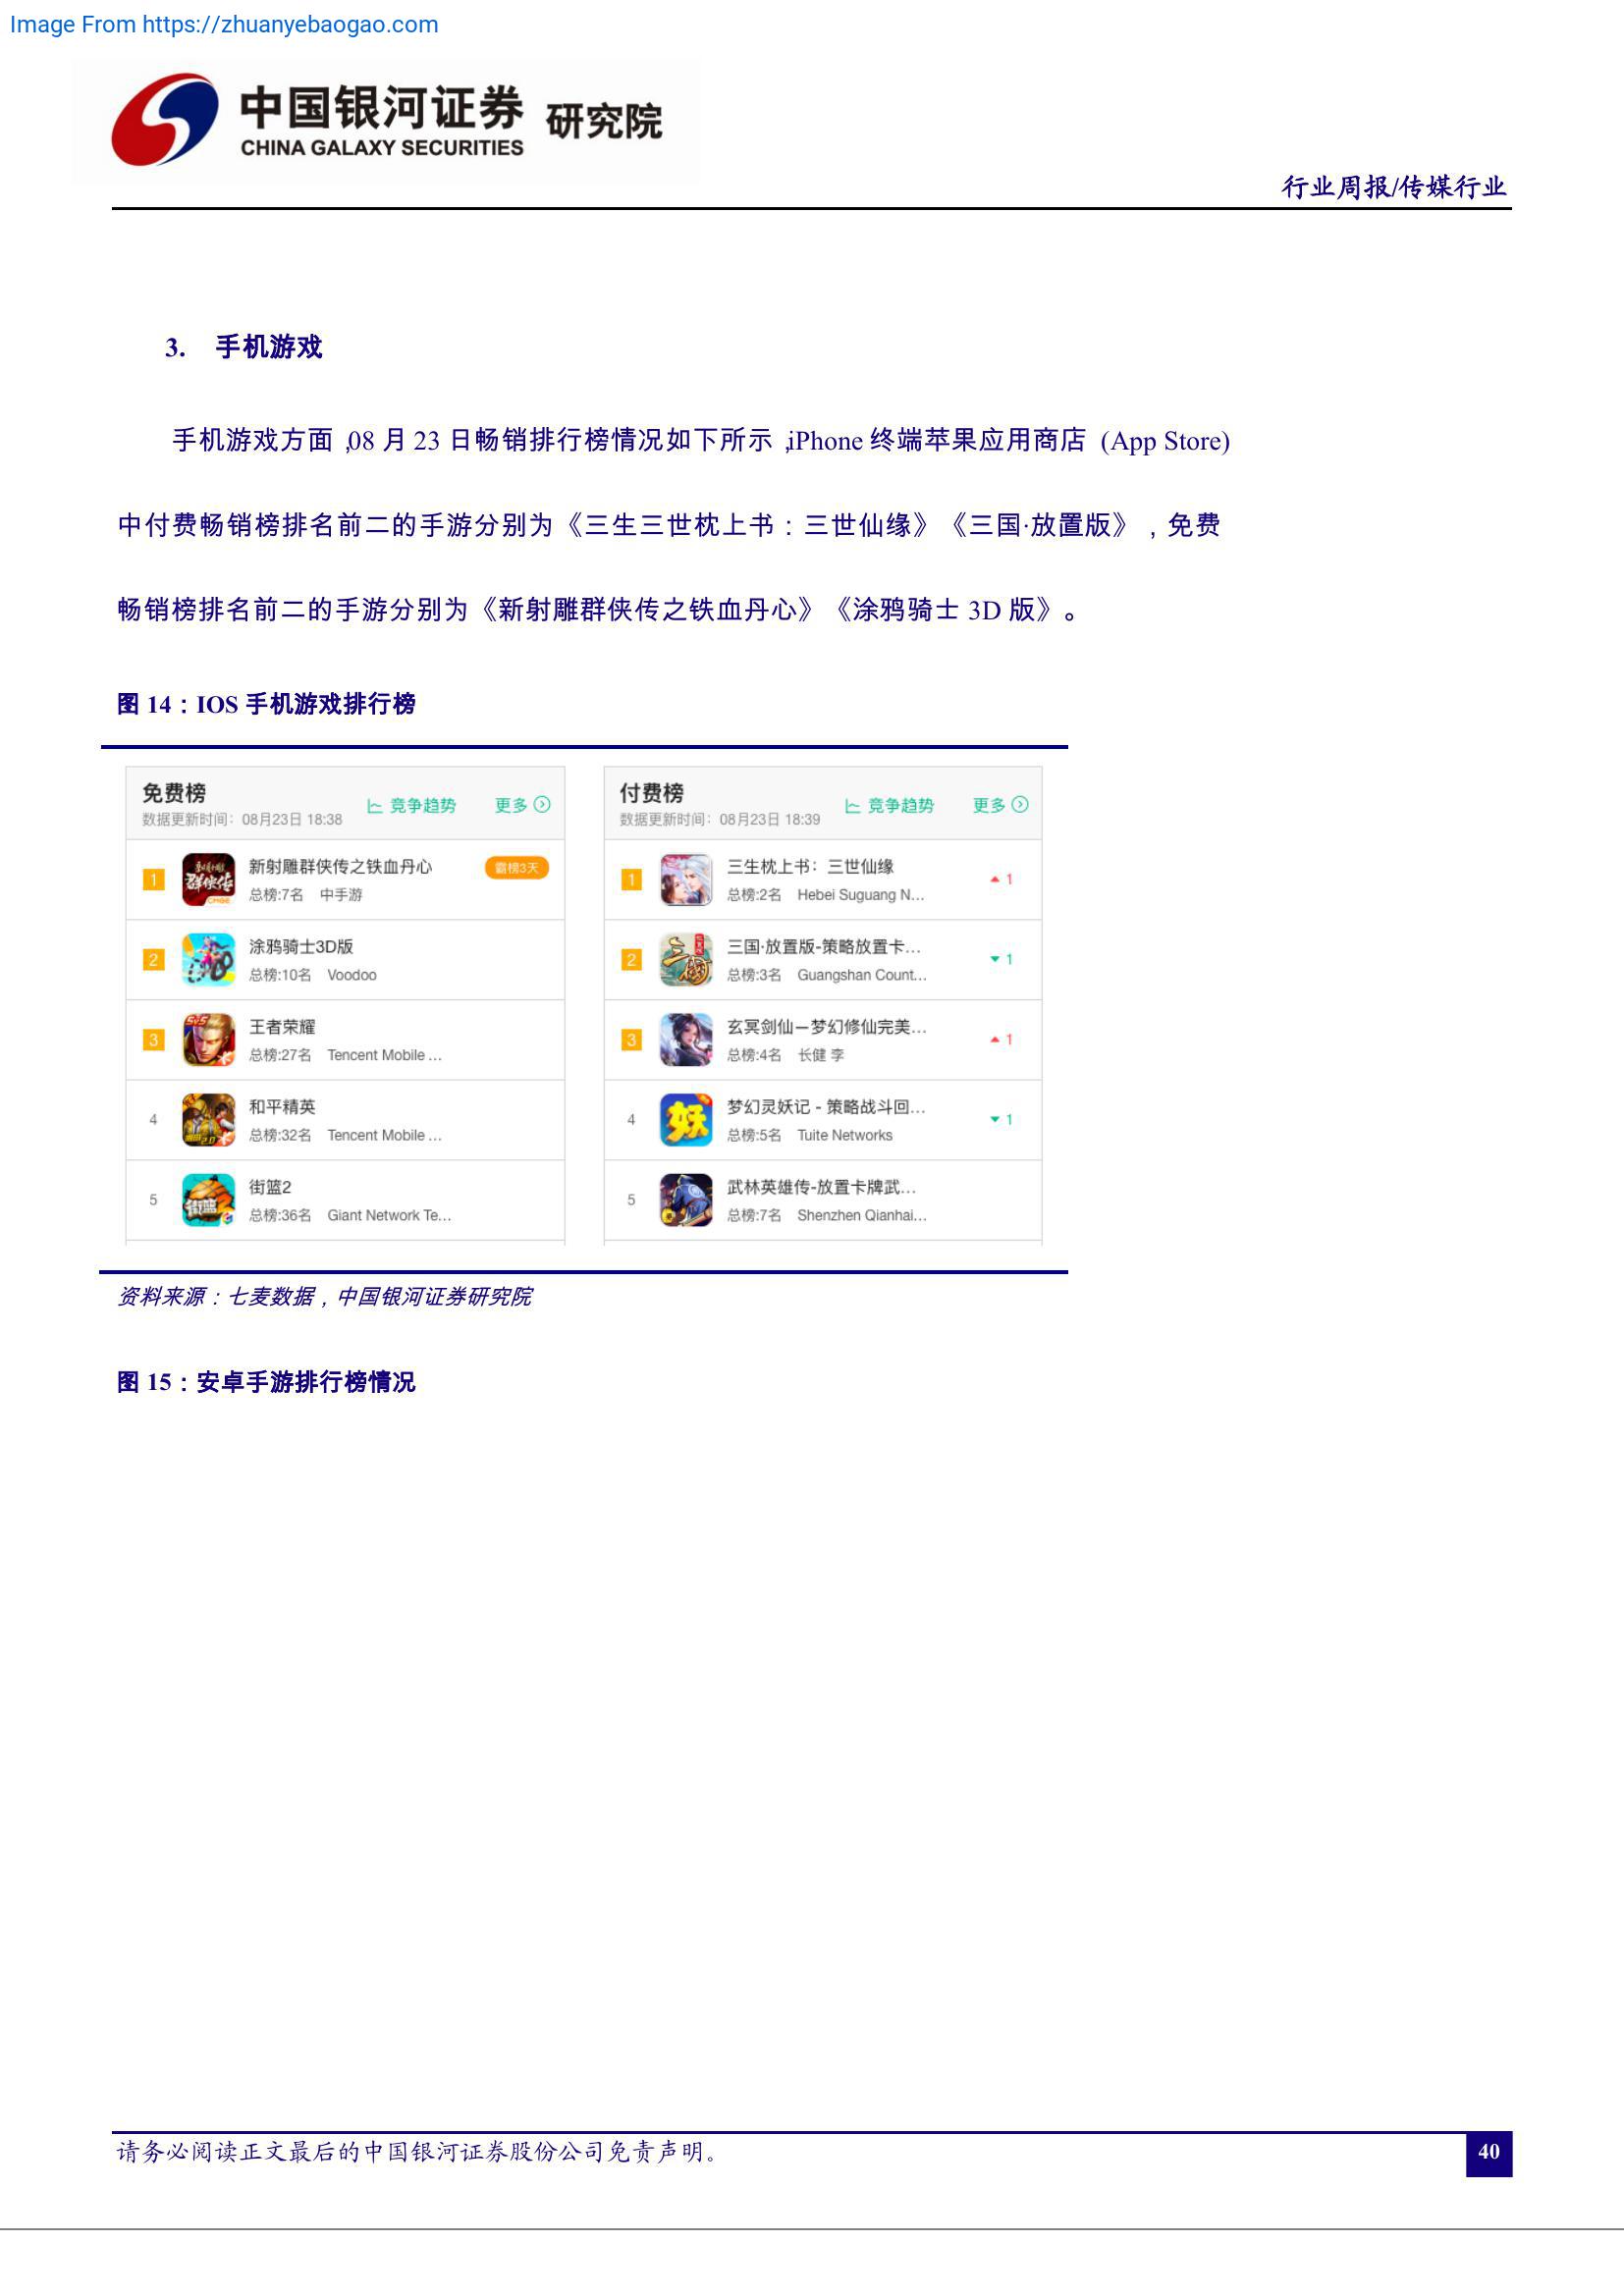 Image From https://zhuanyebaogao.com
中国银河证券 研究院
CHINA GALAXY SECURITIES
行业周报/传媒行业
3. 手机游戏
手机游戏方面,08 月 23 日畅销排行榜情况如下所示,iPhone 终端苹果应用商店 (App Store)
中付费畅销榜排名前二的手游分别为《三生三世枕上书:三世仙缘》《三国·放置版》,免费
畅销榜排名前二的手游分别为《新射雕群侠传之铁血丹心》《涂鸦骑士 3D 版》。
图 14:IOS 手机游戏排行榜
免费榜
竞争趋势 更多
数据更新时间:08月23日 18:38
1
新射雕群侠传之铁血丹心
霸榜3天
总榜:7名 中手游
2
涂鸦骑士3D版
总榜:10名 Voodoo
3
王者荣耀
总榜:27名 Tencent Mobile ...
4
和平精英
总榜:32名 Tencent Mobile ...
5
街篮2
总榜:36名 Giant Network Te...
付费榜
竞争趋势 更多
数据更新时间:08月23日 18:39
1
三生枕上书:三世仙缘
1
总榜:2名 Hebei Suguang N...
2
三国·放置版-策略放置卡...
1
总榜:3名 Guangshan Count...
3
玄冥剑仙—梦幻修仙完美...
1
总榜:4名 长健 李
4
妖
梦幻灵妖记 - 策略战斗回...
1
总榜:5名 Tuite Networks
5
武林英雄传-放置卡牌武...
总榜:7名 Shenzhen Qianhai...
资料来源:七麦数据,中国银河证券研究院
图 15:安卓手游排行榜情况
请务必阅读正文最后的中国银河证券股份公司免责声明。
40